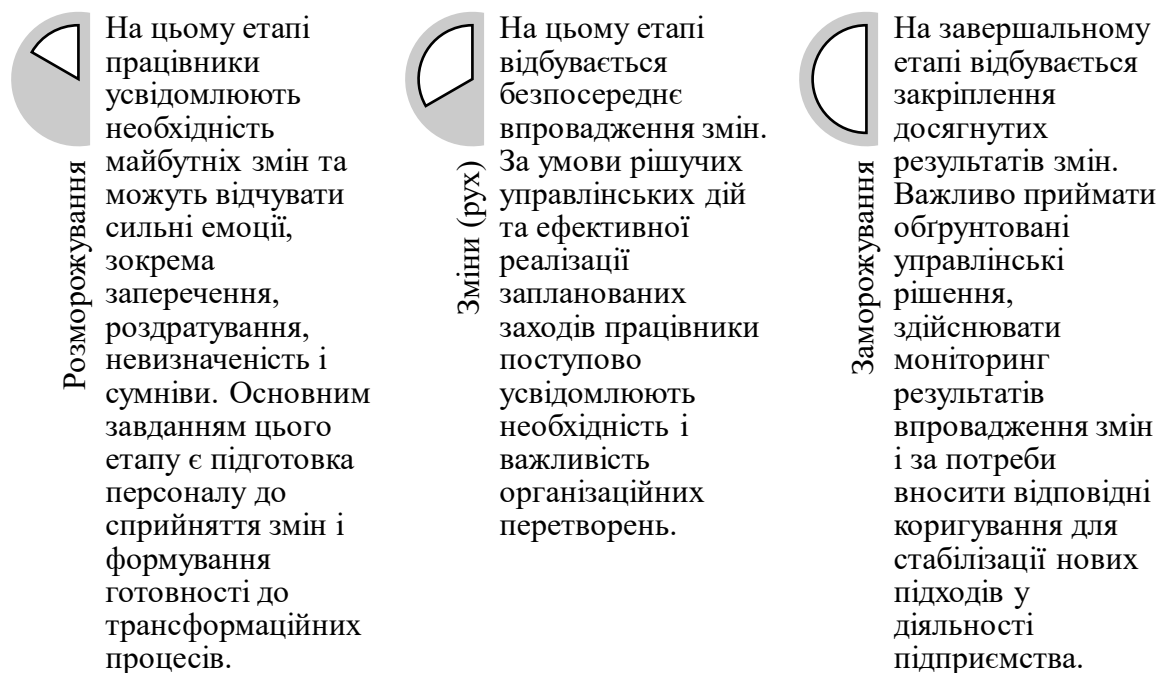 Розморожування
На цьому етапі
працівники
усвідомлюють
необхідність
майбутніх змін та
можуть відчувати
сильні емоції,
зокрема
заперечення,
роздратування,
невизначеність і
сумніви. Основним
завданням цього
етапу є підготовка
персоналу до
сприйняття змін і
формування
готовності до
трансформаційних
процесів.
Зміни (рух)
На цьому етапі
відбувається
безпосереднє
впровадження змін.
За умови рішучих
управлінських дій
та ефективної
реалізації
запланованих
заходів працівники
поступово
усвідомлюють
необхідність і
важливість
організаційних
перетворень.
Заморожування
На завершальному
етапі відбувається
закріплення
досягнутих
результатів змін.
Важливо приймати
обґрунтовані
управлінські
рішення,
здійснювати
моніторинг
результатів
впровадження змін
і за потреби
вносити відповідні
коригування для
стабілізації нових
підходів у
діяльності
підприємства.